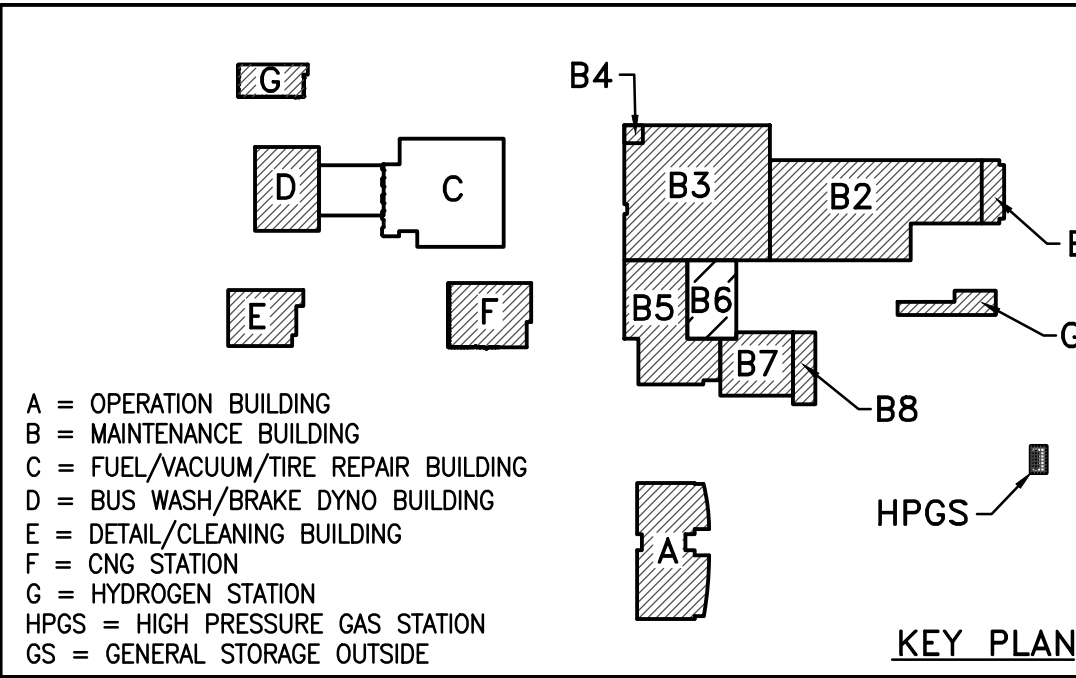 G
B4
D
C
B3
B2
E
F
B5
B6
B7
B8
A
HPGS
A = OPERATION BUILDING
B = MAINTENANCE BUILDING
C = FUEL/VACUUM/TIRE REPAIR BUILDING
D = BUS WASH/BRAKE DYNO BUILDING
E = DETAIL/CLEANING BUILDING
F = CNG STATION
G = HYDROGEN STATION
HPGS = HIGH PRESSURE GAS STATION
GS = GENERAL STORAGE OUTSIDE
KEY PLAN